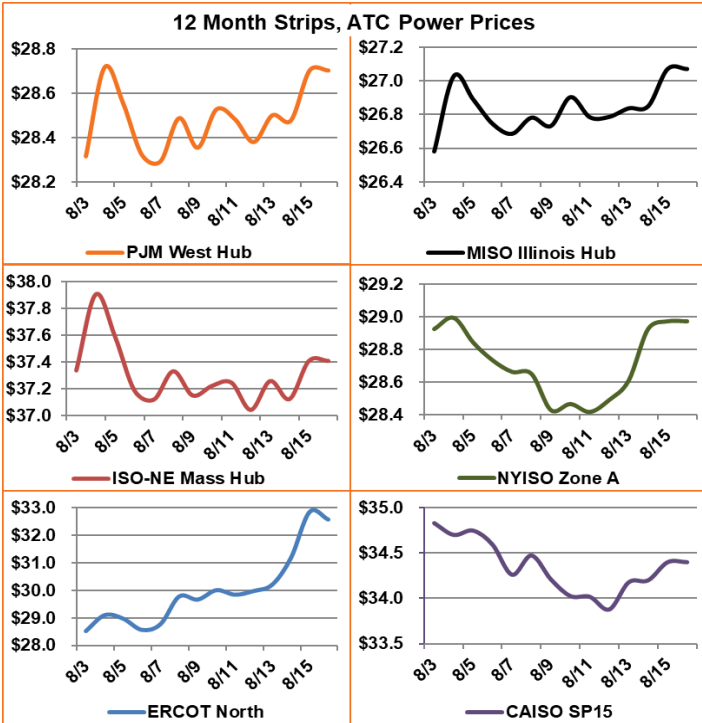 12 Month Strips, ATC Power Prices
$28.8
$28.6
$28.4
$28.2
8/3 8/5 8/7 8/9 8/11 8/13 8/15
PJM West Hub
$27.2
$27.0
$26.8
$26.6
$26.4
8/3 8/5 8/7 8/9 8/11 8/13 8/15
MISO Illinois Hub
$38.0
$37.8
$37.6
$37.4
$37.2
$37.0
8/3 8/5 8/7 8/9 8/11 8/13 8/15
ISO-NE Mass Hub
$29.2
$29.0
$28.8
$28.6
$28.4
8/3 8/5 8/7 8/9 8/11 8/13 8/15
NYISO Zone A
$33.0
$32.0
$31.0
$30.0
$29.0
$28.0
8/3 8/5 8/7 8/9 8/11 8/13 8/15
ERCOT North
$35.0
$34.5
$34.0
$33.5
8/3 8/5 8/7 8/9 8/11 8/13 8/15
CAISO SP15